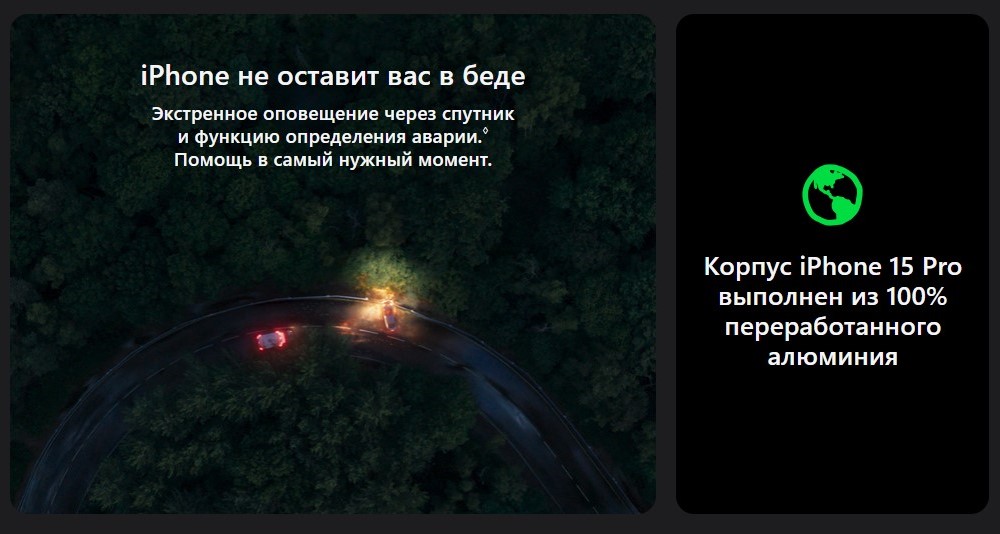 iPhone не оставит вас в беде
Экстренное оповещение через спутник
и функцию определения аварии.◊
Помощь в самый нужный момент.
Корпус iPhone 15 Pro
выполнен из 100%
переработанного
алюминия